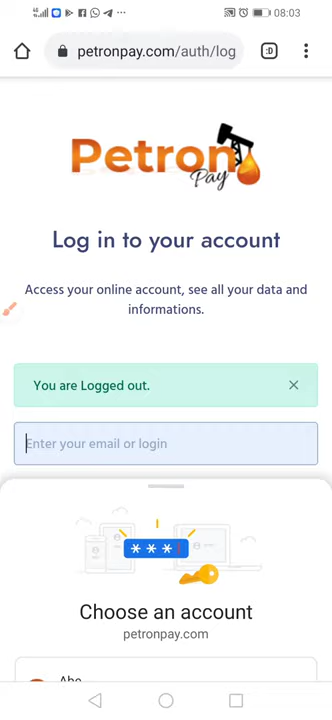 08:03
petronpay.com/auth/log
:D
Petron
Pay
Log in to your account
Access your online account, see all your data and
informations.
You are Logged out.
Enter your email or login
Choose an account
petronpay.com